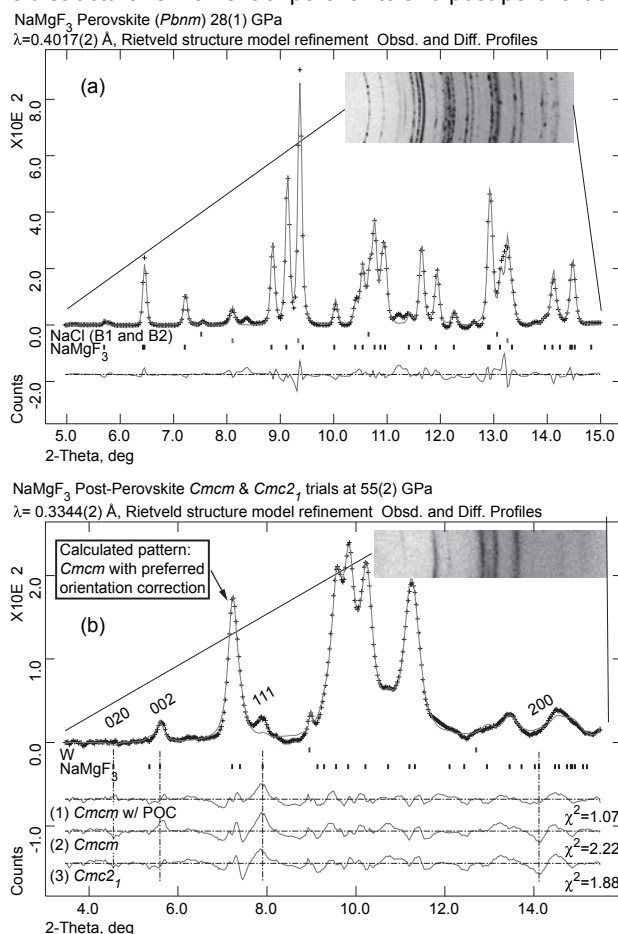 NaMgF3 Perovskite (Pbnm) 28(1) GPa
λ=0.4017(2) Å, Rietveld structure model refinement Obsd. and Diff. Profiles
(a)
X10E 2
8.0
6.0
4.0
2.0
0.0
NaCl (B1 and B2)
NaMgF3
Counts
-2.0
5.0 6.0 7.0 8.0 9.0 10.0 11.0 12.0 13.0 14.0 15.0
2-Theta, deg
NaMgF3 Post-Perovskite Cmcm & Cmc21 trials at 55(2) GPa
λ= 0.3344(2) Å, Rietveld structure model refinement Obsd. and Diff. Profiles
Calculated pattern:
Cmcm with preferred
orientation correction
(b)
X10E 2
2.0
1.0
020
002
111
200
0.0
W
NaMgF3
(1) Cmcm w/ POC
χ2=1.07
-1.0
(2) Cmcm
χ2=2.22
Counts
(3) Cmc21
χ2=1.88
4.0 6.0 8.0 10.0 12.0 14.0
2-Theta, deg